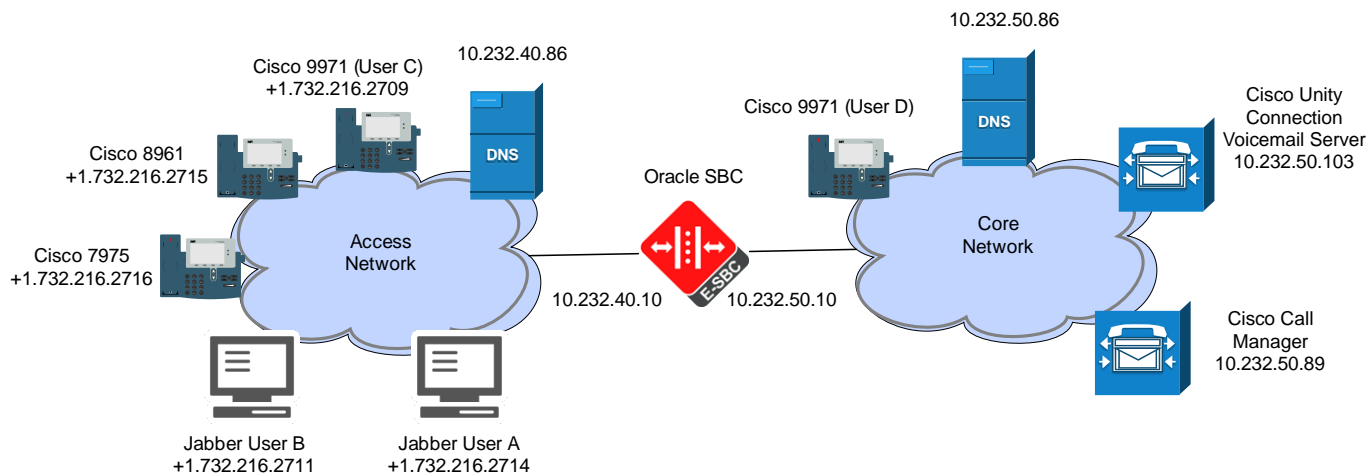 10.232.50.86
10.232.40.86
Cisco 9971 (User C)
+1.732.216.2709
DNS
Cisco 9971 (User D)
DNS
Cisco Unity
Connection
Voicemail Server
10.232.50.103
Cisco 8961
+1.732.216.2715
Oracle SBC
Access
Network
Core
Network
Cisco 7975
+1.732.216.2716
E-SBC
10.232.40.10
10.232.50.10
Cisco Call
Manager
10.232.50.89
Jabber User B
+1.732.216.2711
Jabber User A
+1.732.216.2714